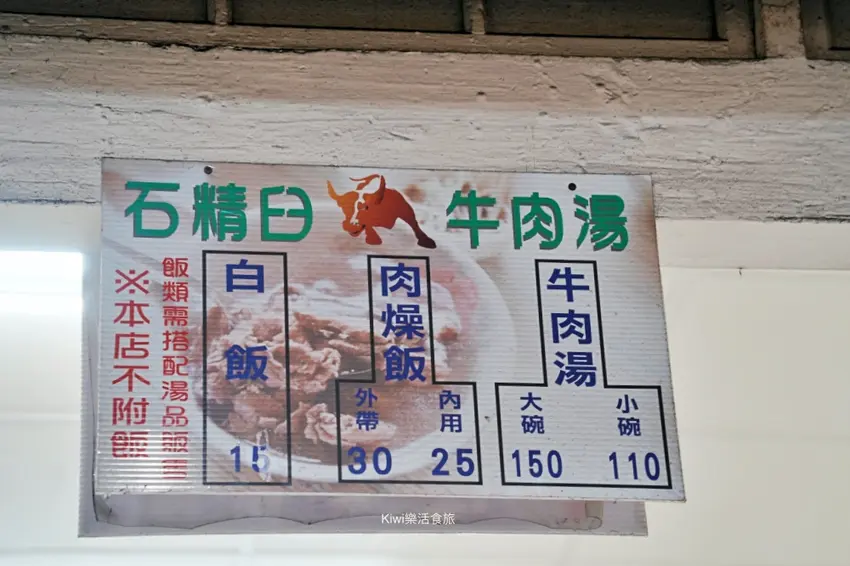 石精臼 牛肉湯
牛肉湯
小碗 110
大碗 150
肉燥飯
內用 25
外帶 30
白飯
15
飯類需搭配湯品販售
※本店不附飯
Kiwi樂活食旅